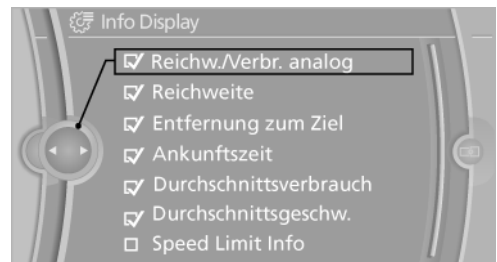 Info Display
Reichw./Verbr. analog
Reichweite
Entfernung zum Ziel
Ankunftszeit
Durchschnittsverbrauch
Durchschnittsgeschw.
Speed Limit Info